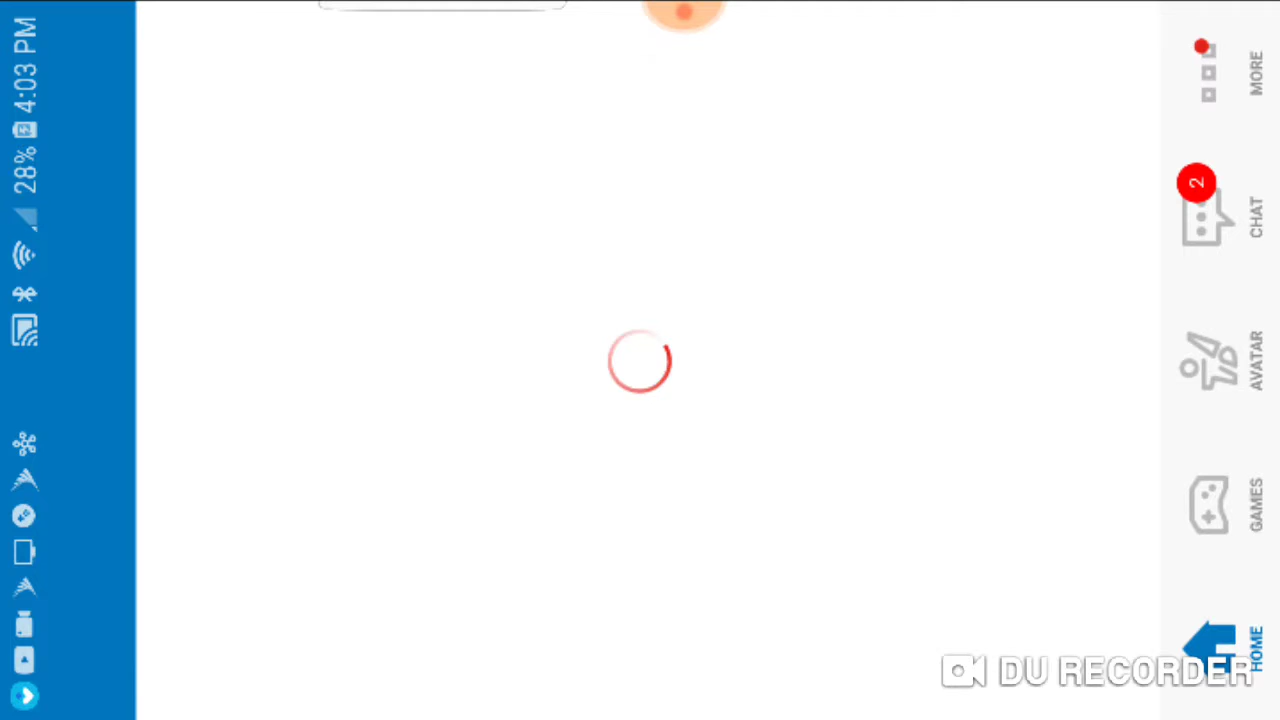 28% 4:03 PM
HOME
GAMES
AVATAR
CHAT
2
MORE
DU RECORDER